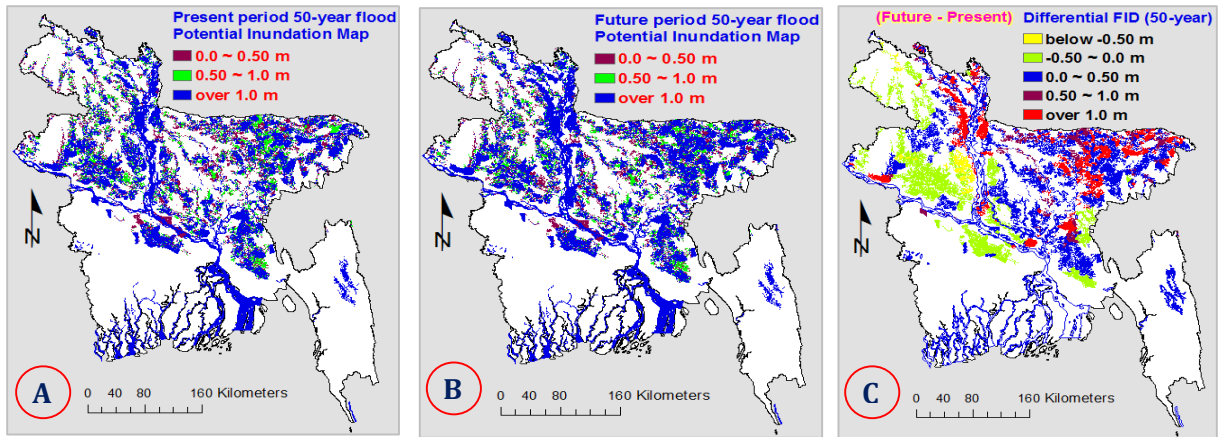 Present period 50-year flood
Potential Inundation Map
0.0 ~ 0.50 m
0.50 ~ 1.0 m
over 1.0 m
N
A
0 40 80 160 Kilometers
Future period 50-year flood
Potential Inundation Map
0.0 ~ 0.50 m
0.50 ~ 1.0 m
over 1.0 m
N
B
0 40 80 160 Kilometers
(Future - Present)
Differential FID (50-year)
below -0.50 m
-0.50 ~ 0.0 m
0.0 ~ 0.50 m
0.50 ~ 1.0 m
over 1.0 m
N
C
0 40 80 160 Kilometers